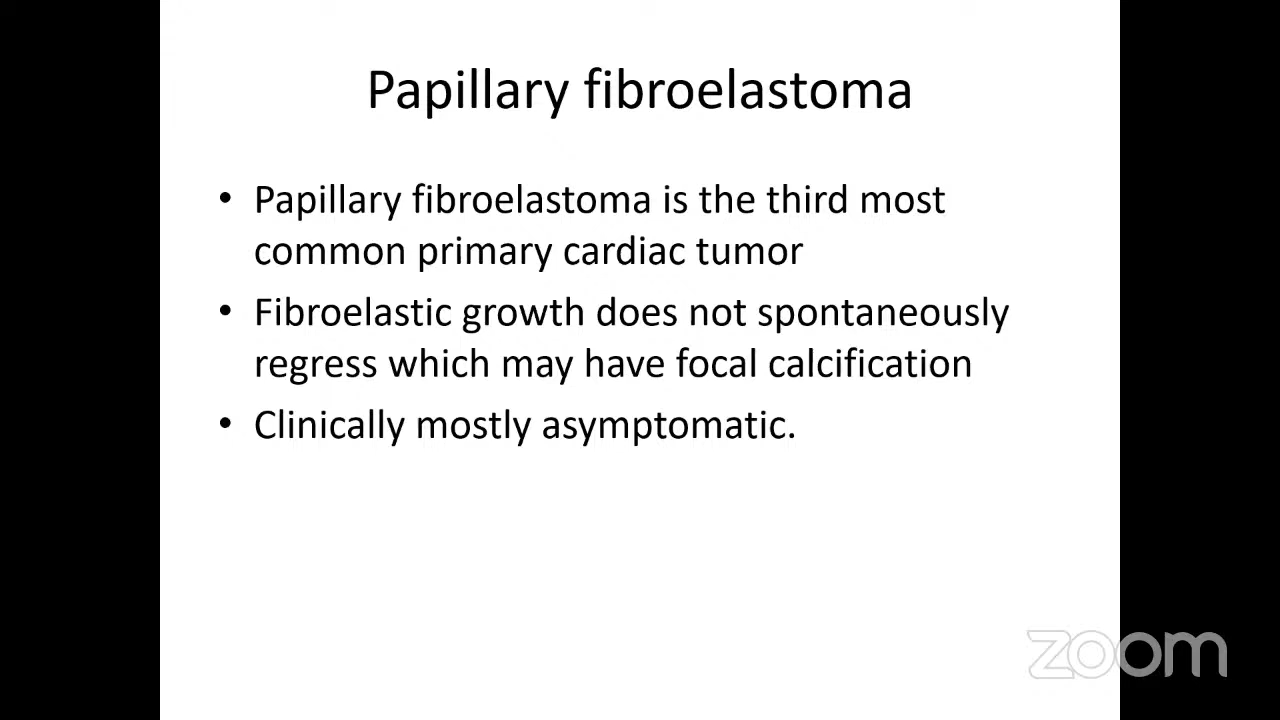 Papillary fibroelastoma
• Papillary fibroelastoma is the third most
common primary cardiac tumor
• Fibroelastic growth does not spontaneously
regress which may have focal calcification
• Clinically mostly asymptomatic.
zoom